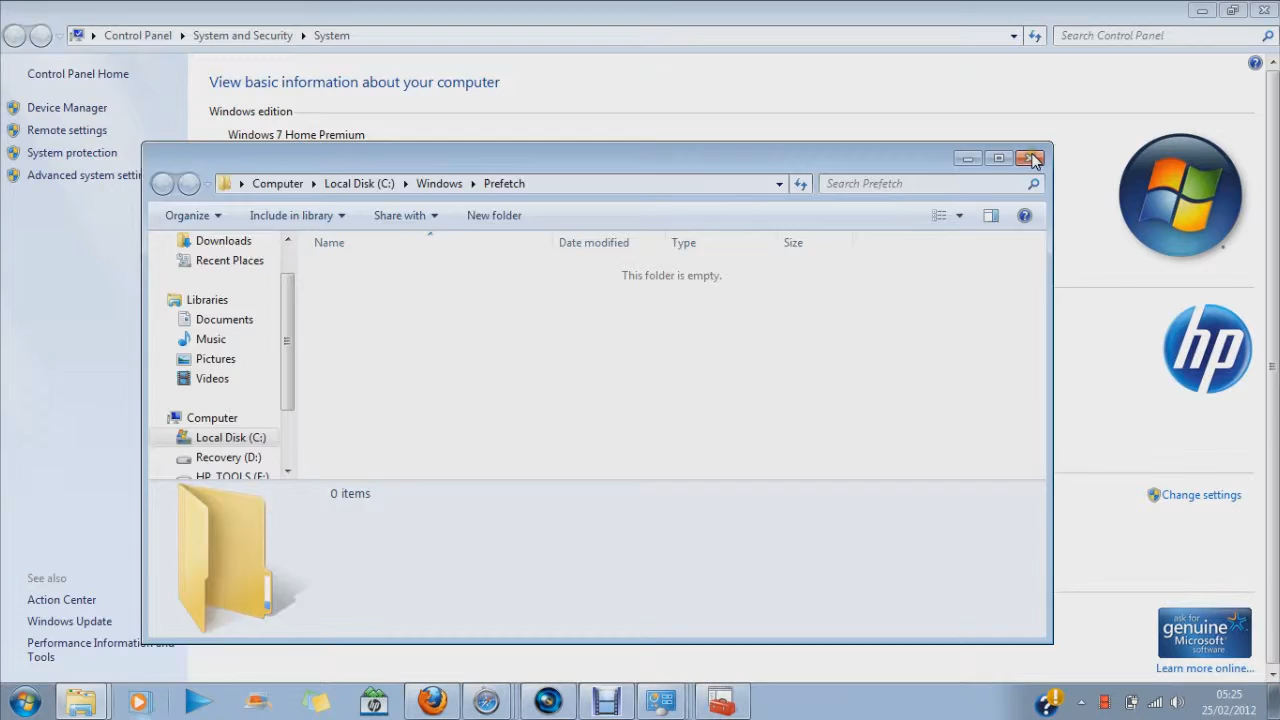 Control Panel System and Security System
Search Control Panel
Control Panel Home
Device Manager
Remote settings
System protection
Advanced system setti
View basic information about your computer
Windows edition
Windows 7 Home Premium
Computer Local Disk (C:) Windows Prefetch
Search Prefetch
Organize Include in library Share with New folder
Name Date modified Type Size
This folder is empty.
Downloads
Recent Places
Libraries
Documents
Music
Pictures
Videos
Computer
Local Disk (C:)
Recovery (D:)
HP_TOOLS (E:)
0 items
hp
Change settings
See also
Action Center
Windows Update
Performance Information and
Tools
ask for
genuine
Microsoft
software
Learn more online...
05:25
25/02/2012